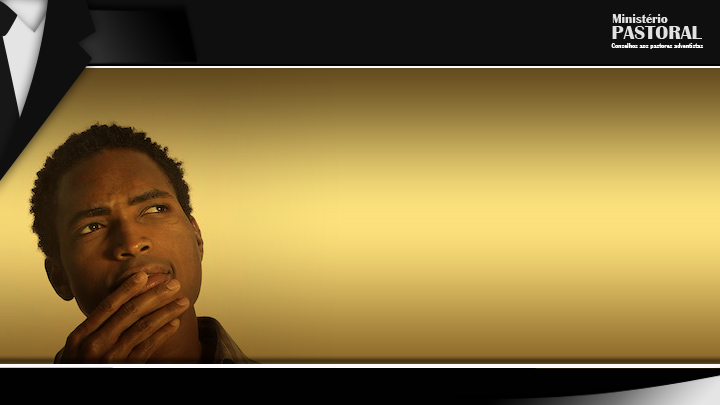 Ministério
PASTORAL
Conselhos aos pastores adventistas